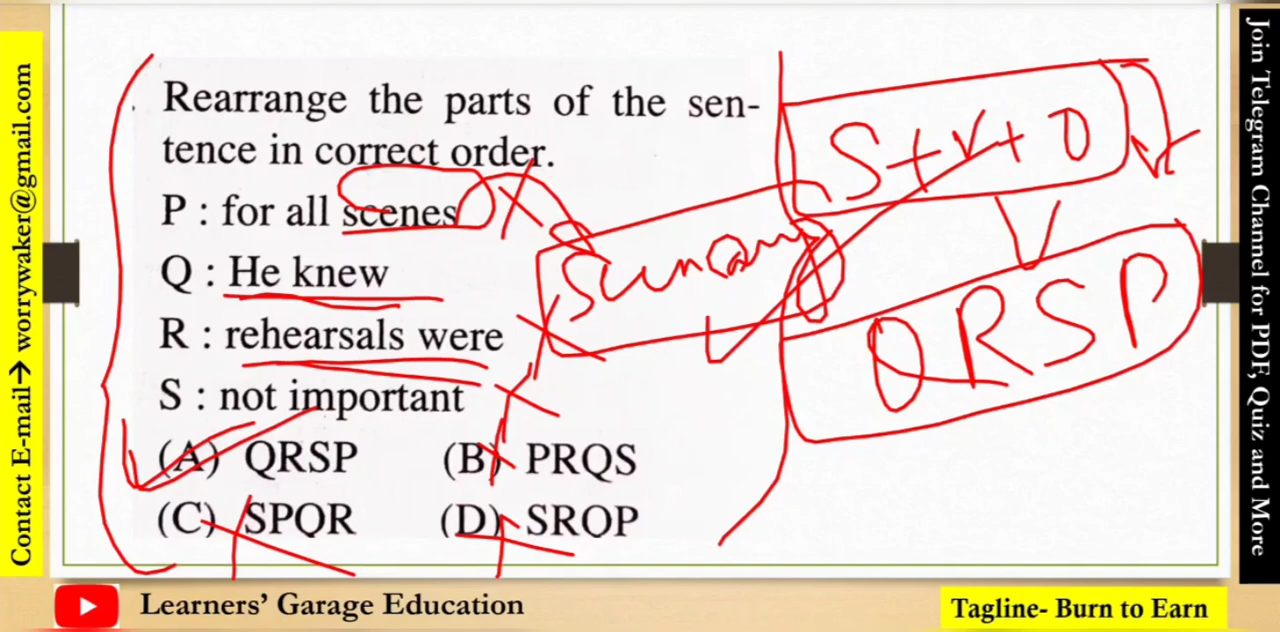 Rearrange the parts of the sen-
tence in correct order.
P : for all scenes
Q : He knew
R : rehearsals were
S : not important
(A) QRSP (B) PRQS
(C) SPQR (D) SRQP
S+V+O
QRSP
Contact E-mail→ worrywaker@gmail.com
Join Telegram Channel for PDF, Quiz and More
Learners' Garage Education
Tagline- Burn to Earn